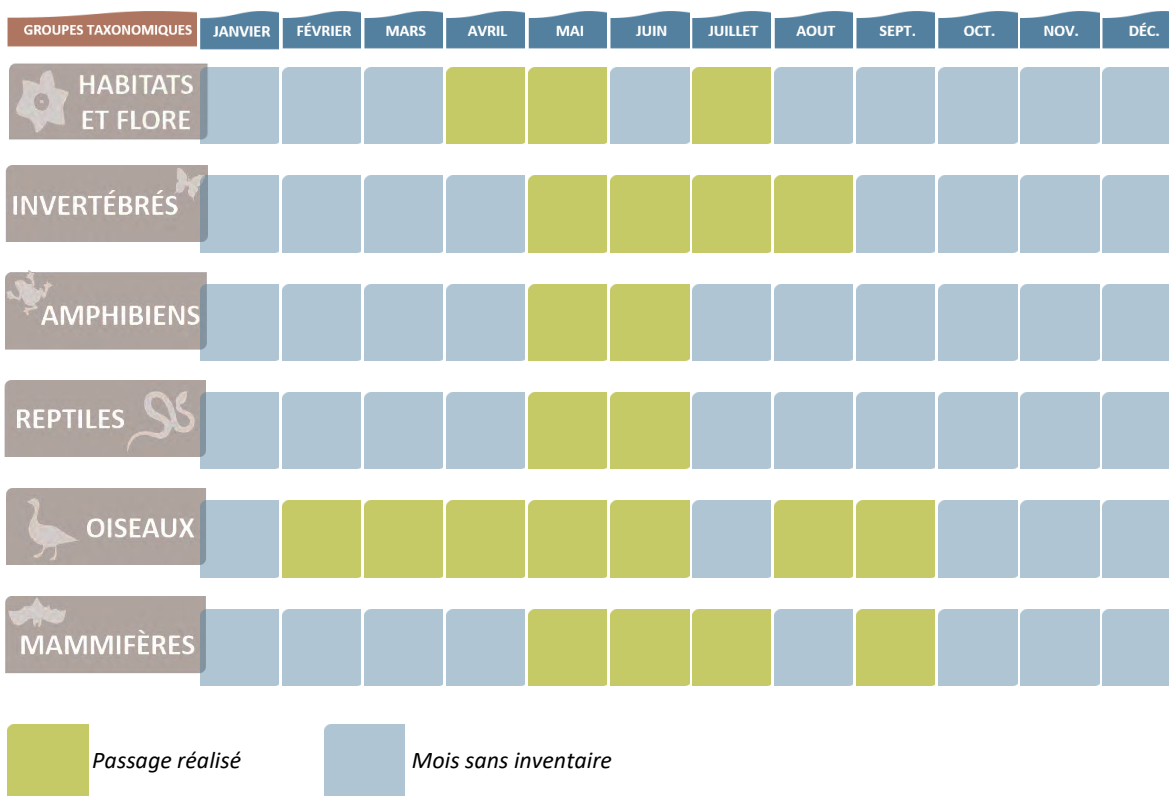 GROUPES TAXONOMIQUES JANVIER FÉVRIER MARS AVRIL MAI JUIN JUILLET AOUT SEPT. OCT. NOV. DÉC.
HABITATS
ET FLORE
INVERTÉBRÉS
AMPHIBIENS
REPTILES
OISEAUX
MAMMIFÈRES
Passage réalisé Mois sans inventaire